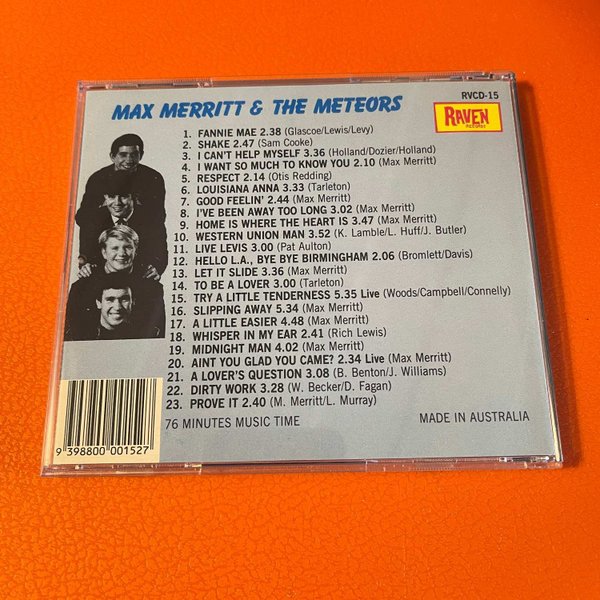 RVCD-15
MAX MERRITT & THE METEORS
RAVEN
RECORDS
1. FANNIE MAE 2.38 (Glascoe/Lewis/Levy)
2. SHAKE 2.47 (Sam Cooke)
3. I CAN'T HELP MYSELF 3.36 (Holland/Dozier/Holland)
4. I WANT SO MUCH TO KNOW YOU 2.10 (Max Merritt)
5. RESPECT 2.14 (Otis Redding)
6. LOUISIANA ANNA 3.33 (Tarleton)
7. GOOD FEELIN' 2.44 (Max Merritt)
8. I'VE BEEN AWAY TOO LONG 3.02 (Max Merritt)
9. HOME IS WHERE THE HEART IS 3.47 (Max Merritt)
10. WESTERN UNION MAN 3.52 (K. Lamble/L. Huff/J. Butler)
11. LIVE LEVIS 3.00 (Pat Aulton)
12. HELLO L.A., BYE BYE BIRMINGHAM 2.06 (Bromlett/Davis)
13. LET IT SLIDE 3.36 (Max Merritt)
14. TO BE A LOVER 3.00 (Tarleton)
15. TRY A LITTLE TENDERNESS 5.35 Live (Woods/Campbell/Connelly)
16. SLIPPING AWAY 5.34 (Max Merritt)
17. A LITTLE EASIER 4.48 (Max Merritt)
18. WHISPER IN MY EAR 2.41 (Rich Lewis)
19. MIDNIGHT MAN 4.02 (Max Merritt)
20. AINT YOU GLAD YOU CAME? 2.34 Live (Max Merritt)
21. A LOVER'S QUESTION 3.08 (B. Benton/J. Williams)
22. DIRTY WORK 3.28 (W. Becker/D. Fagan)
23. PROVE IT 2.40 (M. Merritt/L. Murray)
76 MINUTES MUSIC TIME MADE IN AUSTRALIA
9 398800 001527